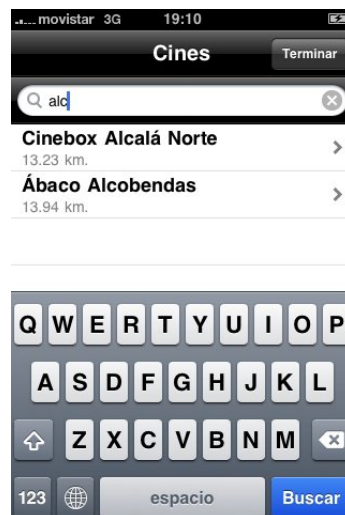 movistar 3G 19:10
Cines Terminar
alc
Cinebox Alcalá Norte
13.23 km.
Ábaco Alcobendas
13.94 km.
Q W E R T Y U I O P
A S D F G H J K L
Z X C V B N M
123 espacio Buscar